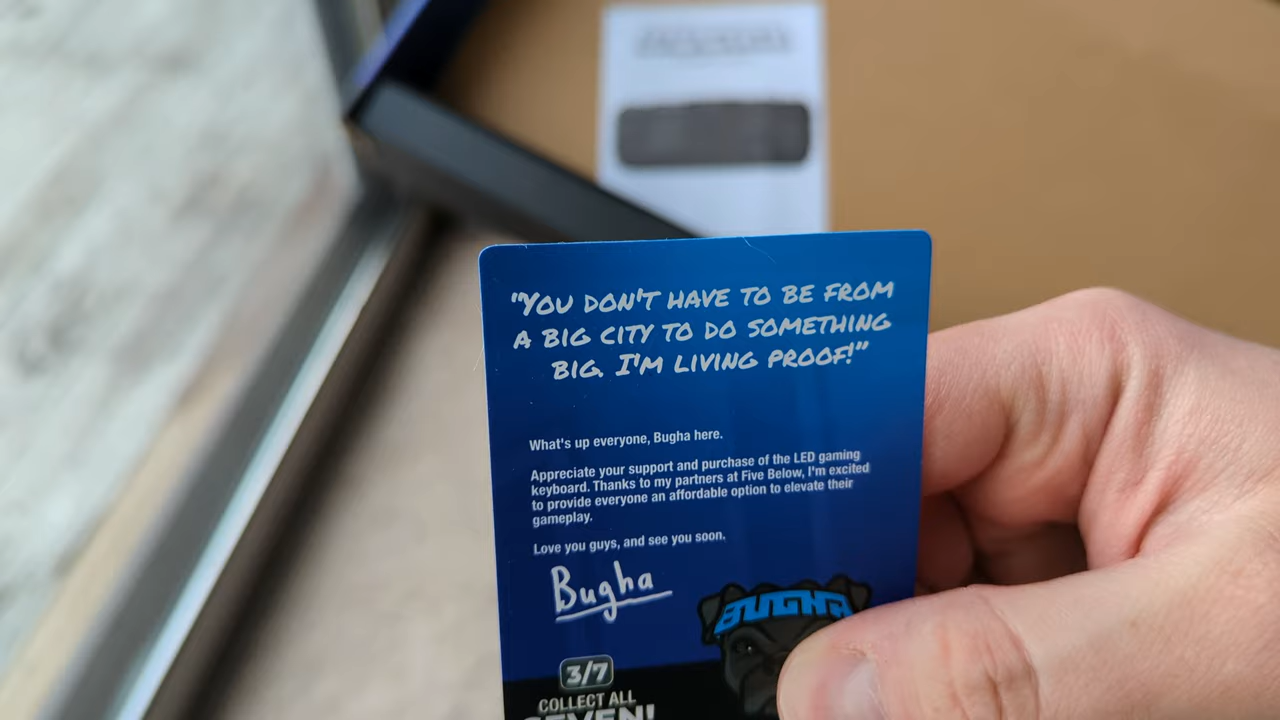 "YOU DON'T HAVE TO BE FROM
A BIG CITY TO DO SOMETHING
BIG. I'M LIVING PROOF!"
What's up everyone, Bugha here.
Appreciate your support and purchase of the LED gaming
keyboard. Thanks to my partners at Five Below, I'm excited
to provide everyone an affordable option to elevate their
gameplay.
Love you guys, and see you soon.
Bugha
BUGHA
3/7
COLLECT ALL
SEVEN!